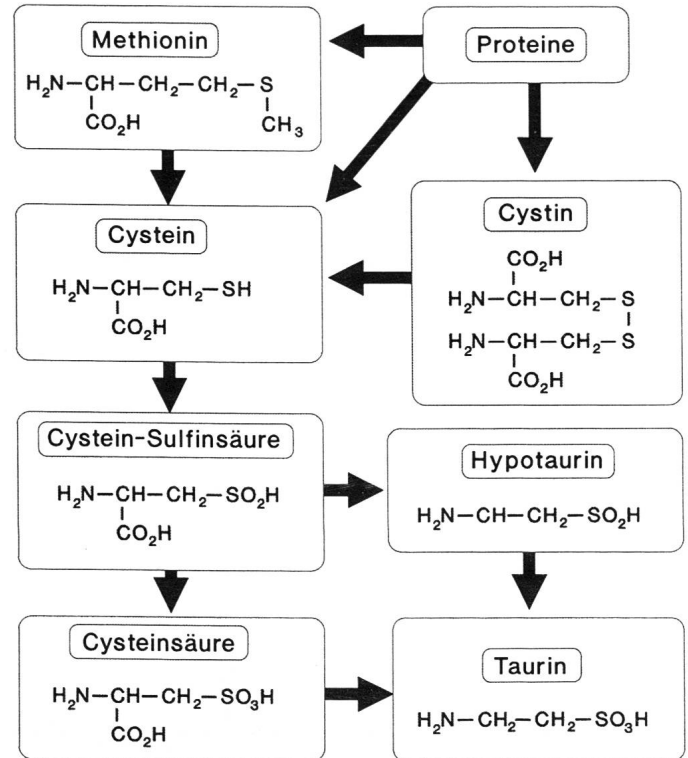 Methionin
H₂N–CH–CH₂–CH₂–S
CO₂H
CH₃
Proteine
Cystein
H₂N–CH–CH₂–SH
CO₂H
Cystin
CO₂H
H₂N–CH–CH₂–S
H₂N–CH–CH₂–S
CO₂H
Cystein-Sulfinsäure
H₂N–CH–CH₂–SO₂H
CO₂H
Hypotaurin
H₂N–CH–CH₂–SO₂H
Cysteinsäure
H₂N–CH–CH₂–SO₃H
CO₂H
Taurin
H₂N–CH₂–CH₂–SO₃H